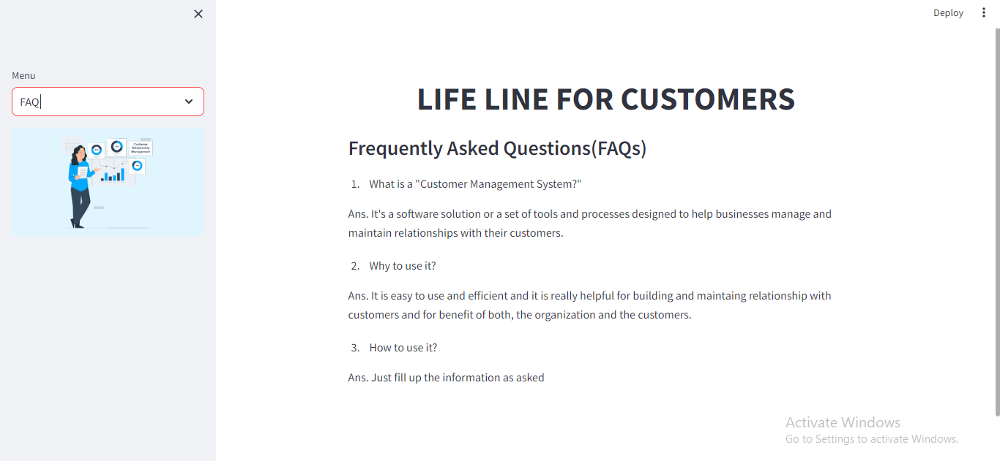 Deploy
Menu
FAQ
Customer
Relationship
Management
LIFE LINE FOR CUSTOMERS
Frequently Asked Questions(FAQs)
1. What is a "Customer Management System?"
Ans. It's a software solution or a set of tools and processes designed to help businesses manage and
maintain relationships with their customers.
2. Why to use it?
Ans. It is easy to use and efficient and it is really helpful for building and maintaing relationship with
customers and for benefit of both, the organization and the customers.
3. How to use it?
Ans. Just fill up the information as asked
Activate Windows
Go to Settings to activate Windows.